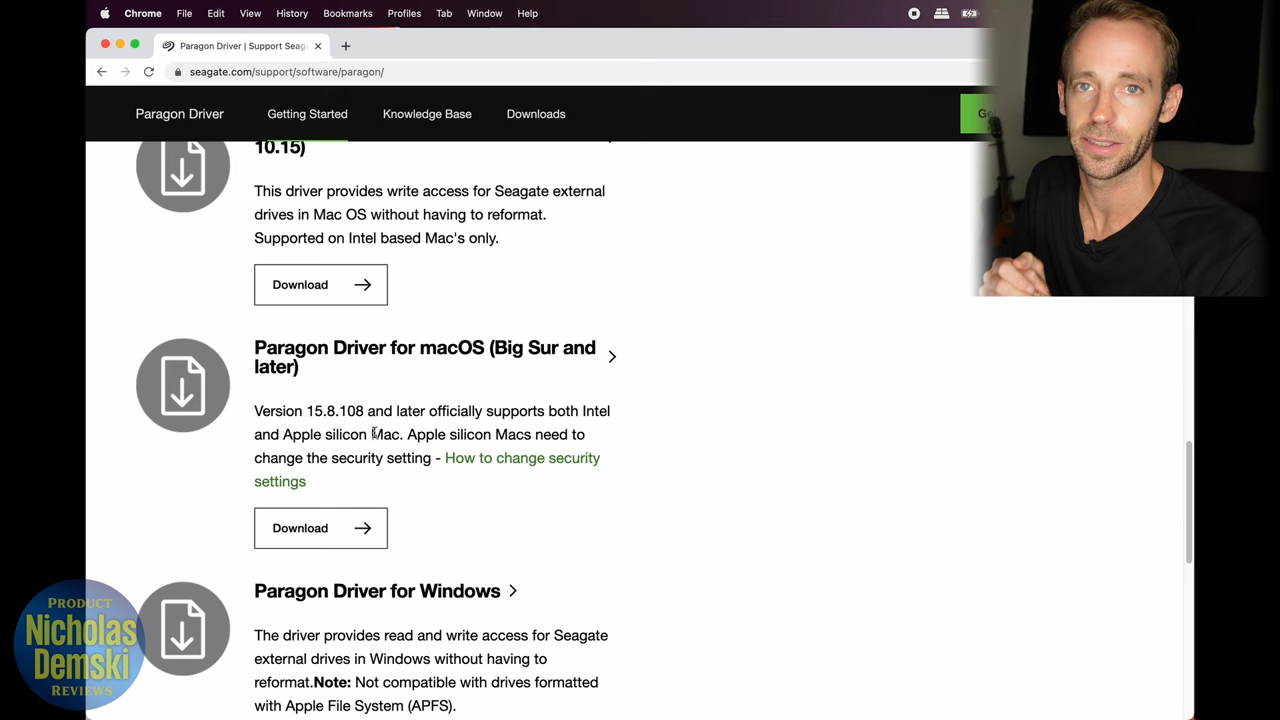 Chrome File Edit View History Bookmarks Profiles Tab Window Help
Paragon Driver | Support Seag
seagate.com/support/software/paragon/
Paragon Driver Getting Started Knowledge Base Downloads
10.15)
This driver provides write access for Seagate external
drives in Mac OS without having to reformat.
Supported on Intel based Mac's only.
Download
Paragon Driver for macOS (Big Sur and
later)
Version 15.8.108 and later officially supports both Intel
and Apple silicon Mac. Apple silicon Macs need to
change the security setting - How to change security
settings
Download
Paragon Driver for Windows
The driver provides read and write access for Seagate
external drives in Windows without having to
reformat.Note: Not compatible with drives formatted
with Apple File System (APFS).
PRODUCT
Nicholas
Demski
REVIEWS